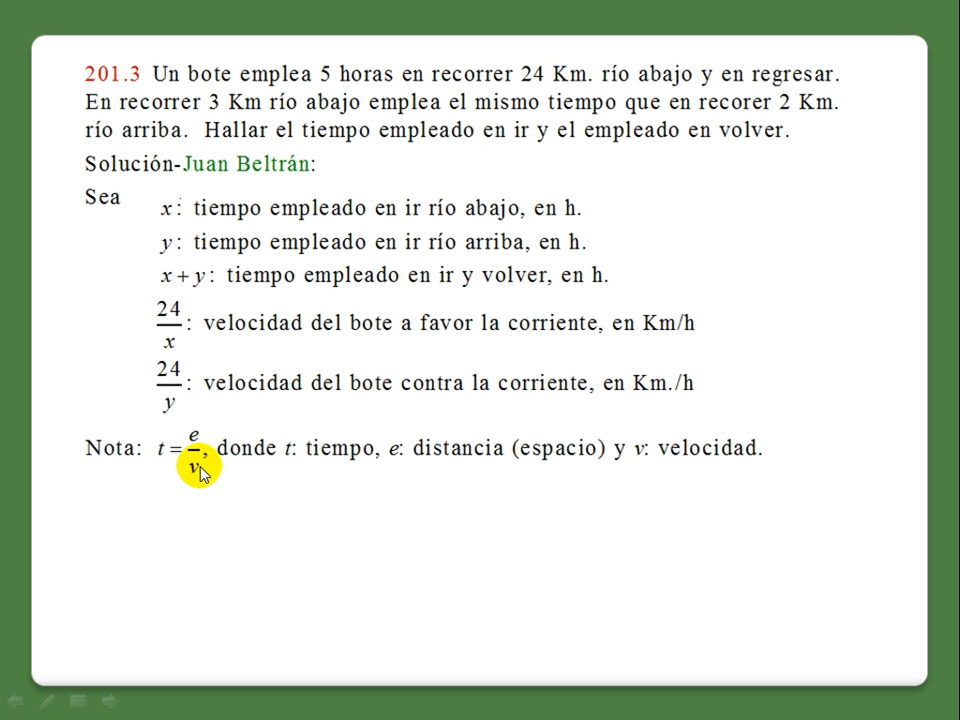 201.3 Un bote emplea 5 horas en recorrer 24 Km. río abajo y en regresar.
En recorrer 3 Km río abajo emplea el mismo tiempo que en recorer 2 Km.
río arriba. Hallar el tiempo empleado en ir y el empleado en volver.
Solución-Juan Beltrán:
Sea
x: tiempo empleado en ir río abajo, en h.
y: tiempo empleado en ir río arriba, en h.
x + y: tiempo empleado en ir y volver, en h.
24/x: velocidad del bote a favor la corriente, en Km/h
24/y: velocidad del bote contra la corriente, en Km./h
Nota: t = e/v, donde t: tiempo, e: distancia (espacio) y v: velocidad.